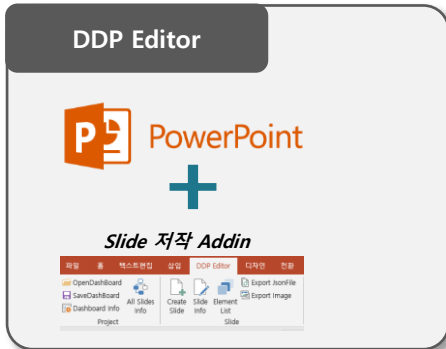 DDP Editor
P
PowerPoint
Slide 저작 Addin
파일 홈 텍스트편집 삽입 DDP Editor 디자인 전환
OpenDashBoard
SaveDashBoard
Dashboard Info
All Slides
Info
Project
Create
Slide
Slide
Info
Element
List
Export JsonFile
Export Image
Slide